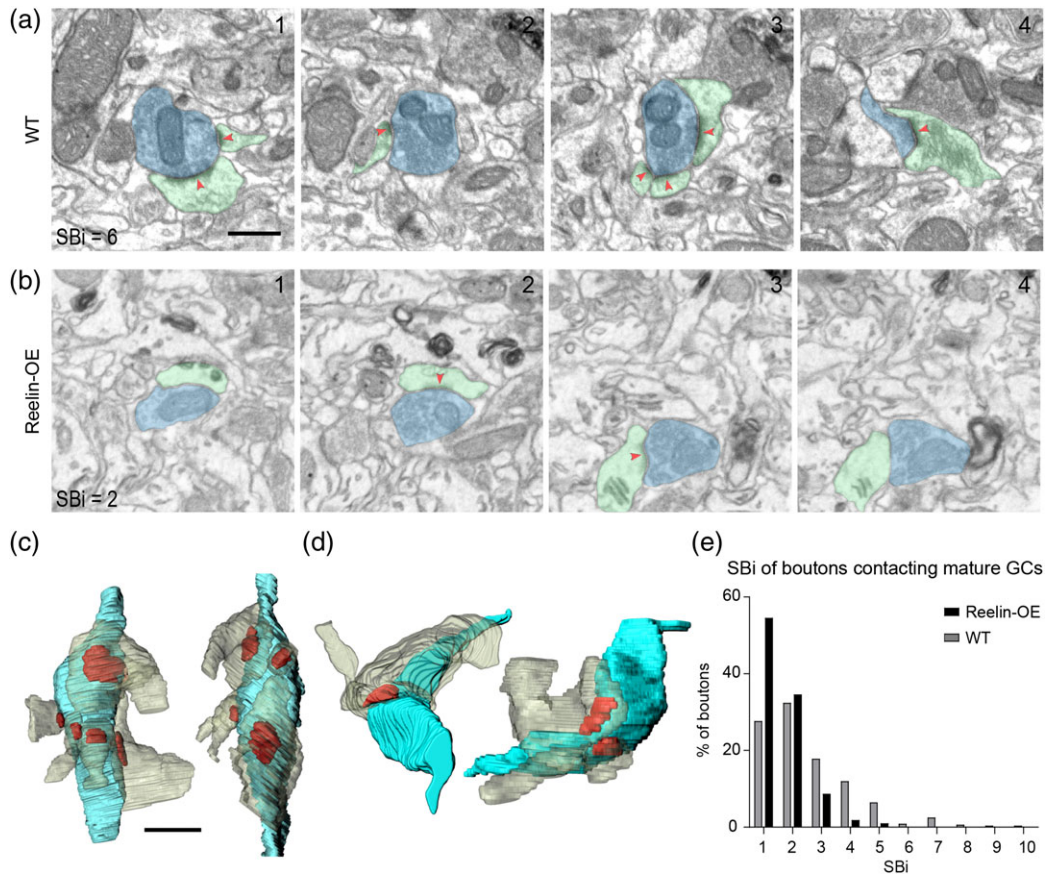 (a)
1
2
3
4
WT
SBi = 6
(b)
1
2
3
4
Reelin-OE
SBi = 2
(c)
(d)
(e)
SBi of boutons contacting mature GCs
60
40
20
0
% of boutons
Reelin-OE
WT
1 2 3 4 5 6 7 8 9 10
SBi